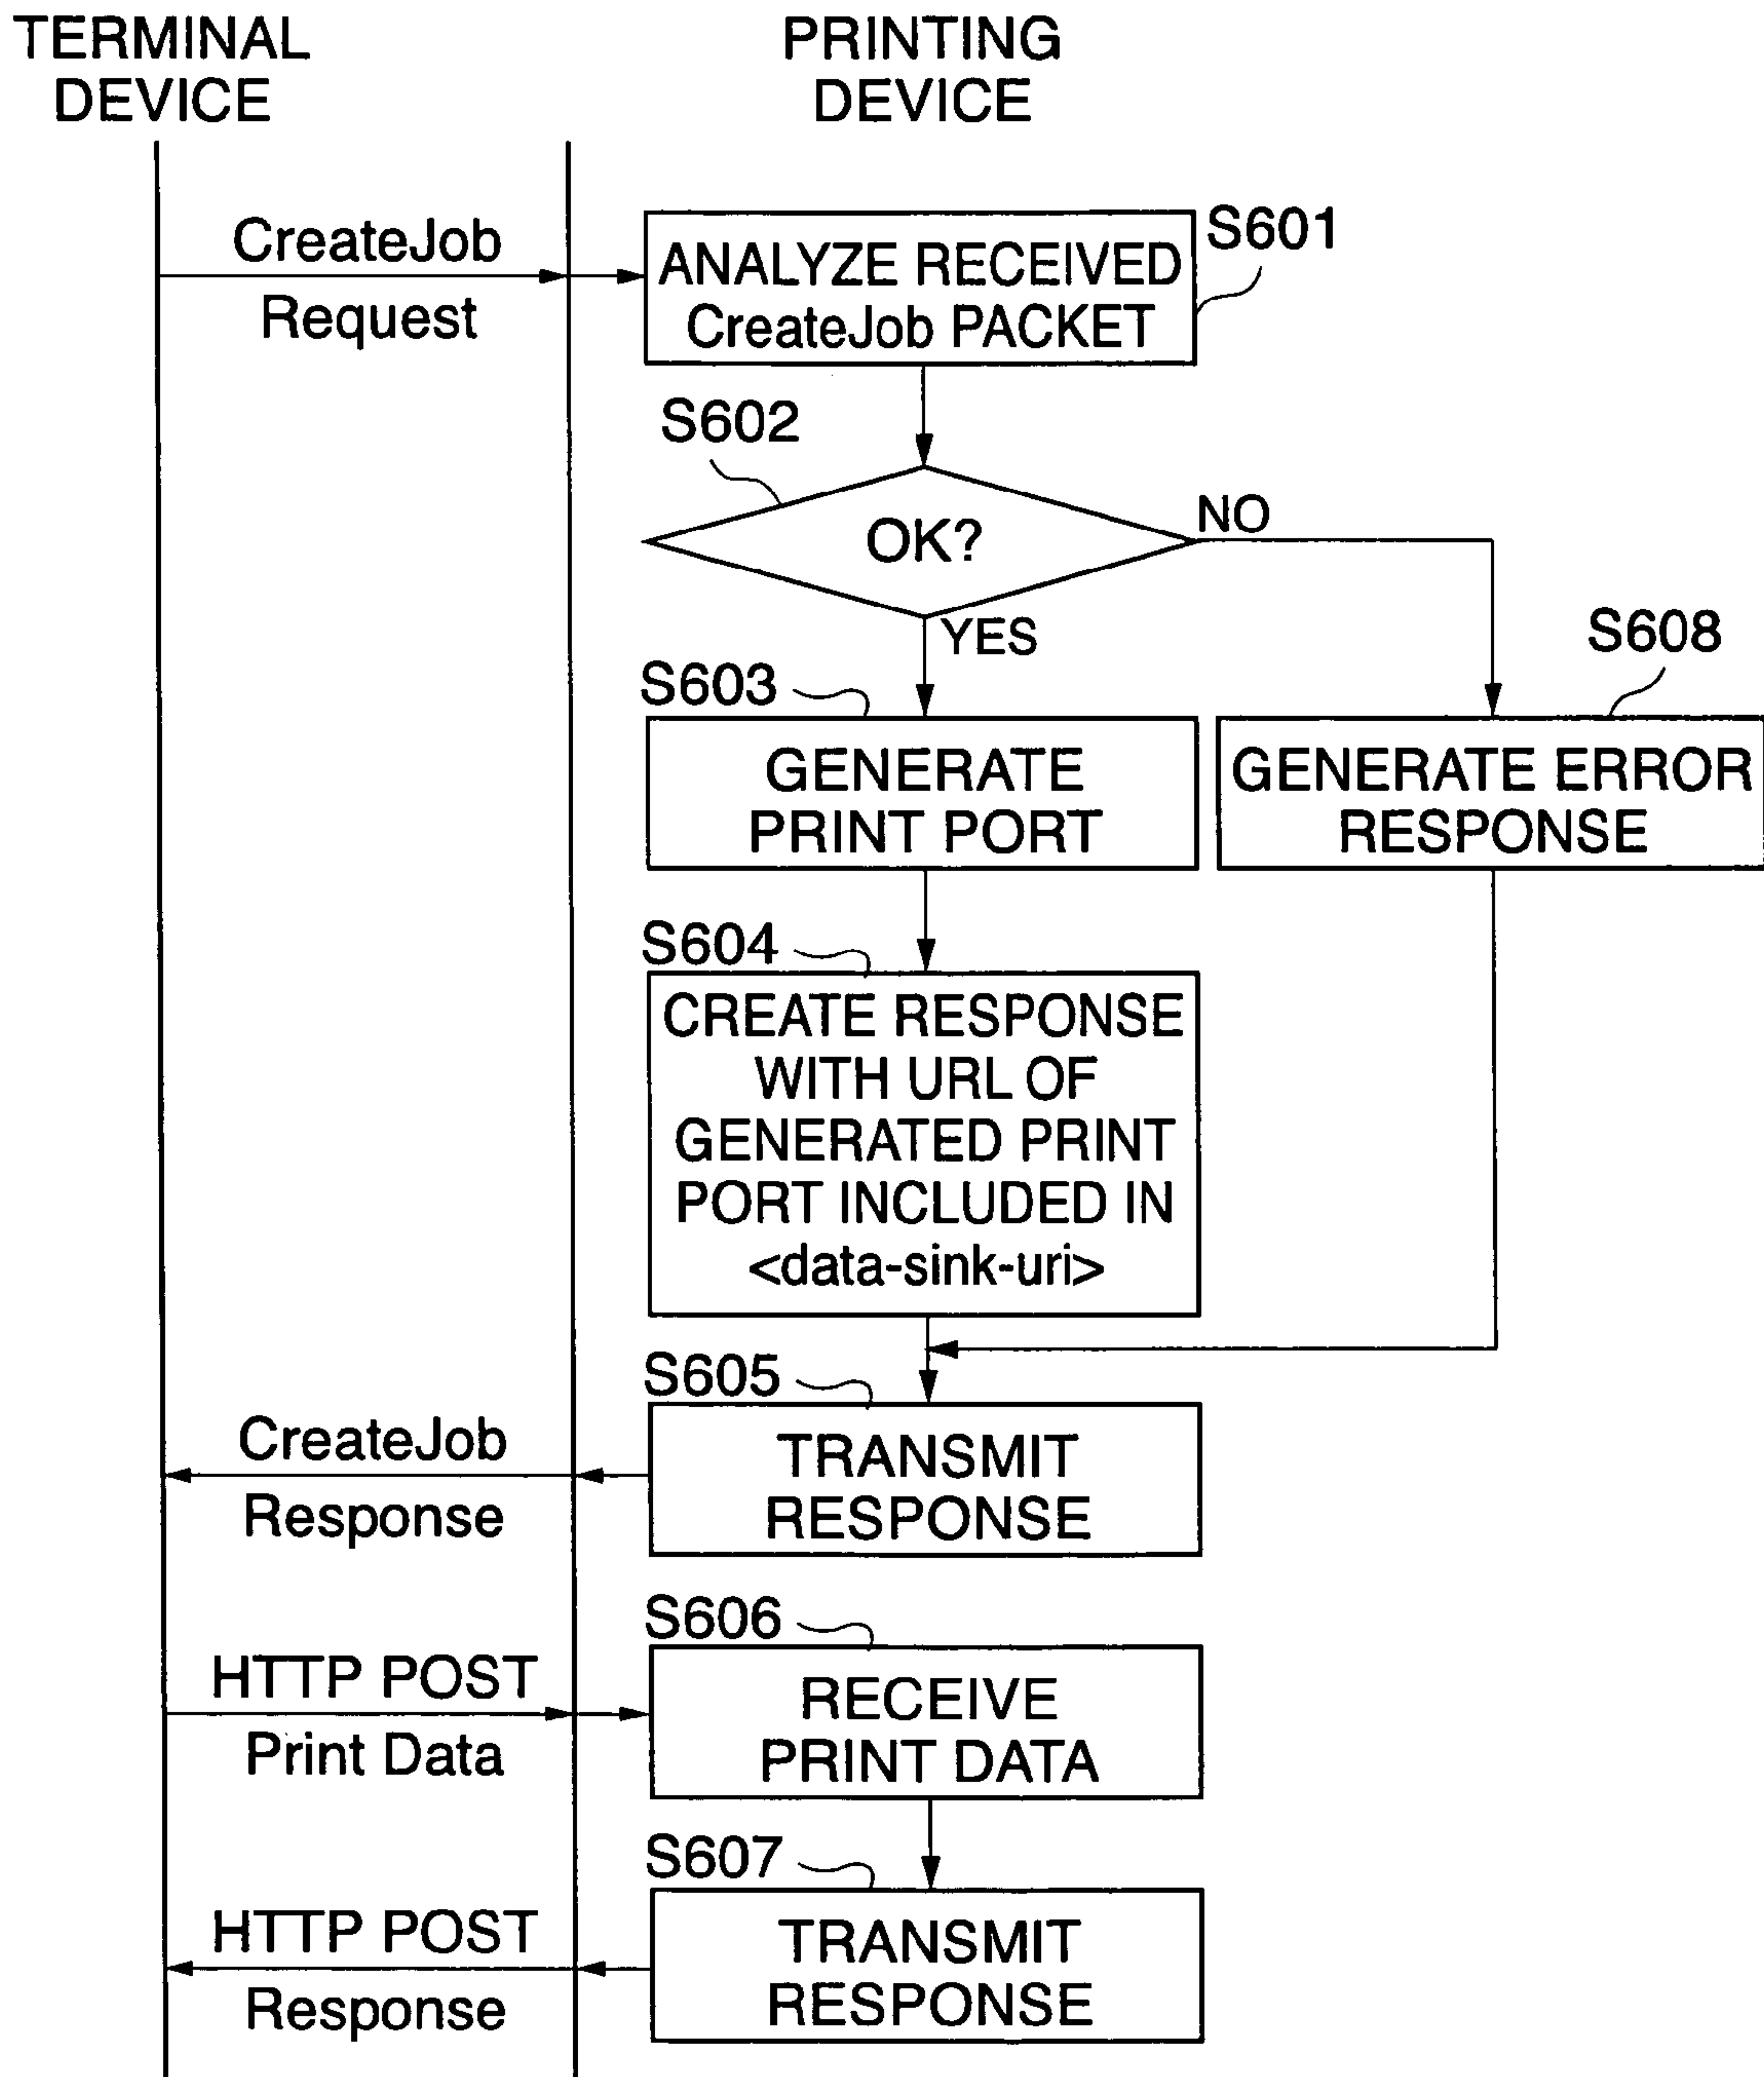 TERMINAL
DEVICE
PRINTING
DEVICE
CreateJob
Request
ANALYZE RECEIVED
CreateJob PACKET
S601
S602
OK?
NO
YES
S603
GENERATE
PRINT PORT
S608
GENERATE ERROR
RESPONSE
S604
CREATE RESPONSE
WITH URL OF
GENERATED PRINT
PORT INCLUDED IN
<data-sink-uri>
S605
CreateJob
Response
TRANSMIT
RESPONSE
S606
HTTP POST
Print Data
RECEIVE
PRINT DATA
S607
HTTP POST
Response
TRANSMIT
RESPONSE